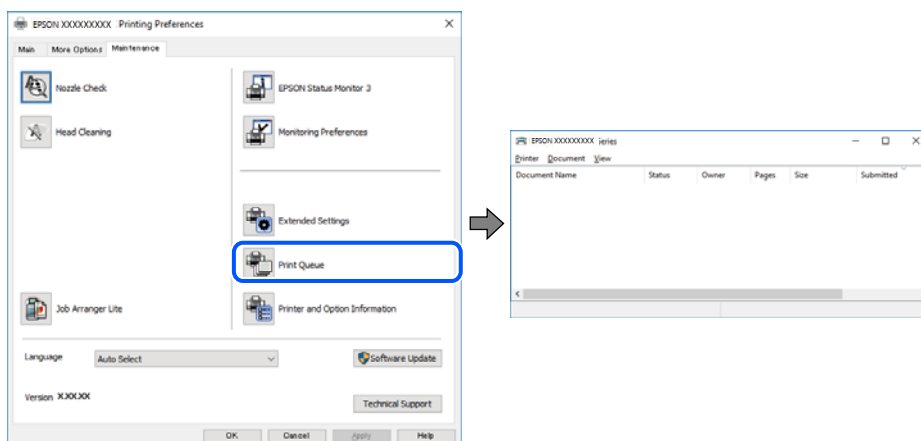 EPSON XXXXXXXXX Printing Preferences
Main More Options Maintenance
Nozzle Check
EPSON Status Monitor 3
Head Cleaning
Monitoring Preferences
Extended Settings
Print Queue
Job Arranger Lite
Printer and Option Information
Language Auto Select
Software Update
Version X.XX.XX
Technical Support
OK Cancel Apply Help
EPSON XXXXXXXXX ieries
Printer Document View
Document Name Status Owner Pages Size Submitted